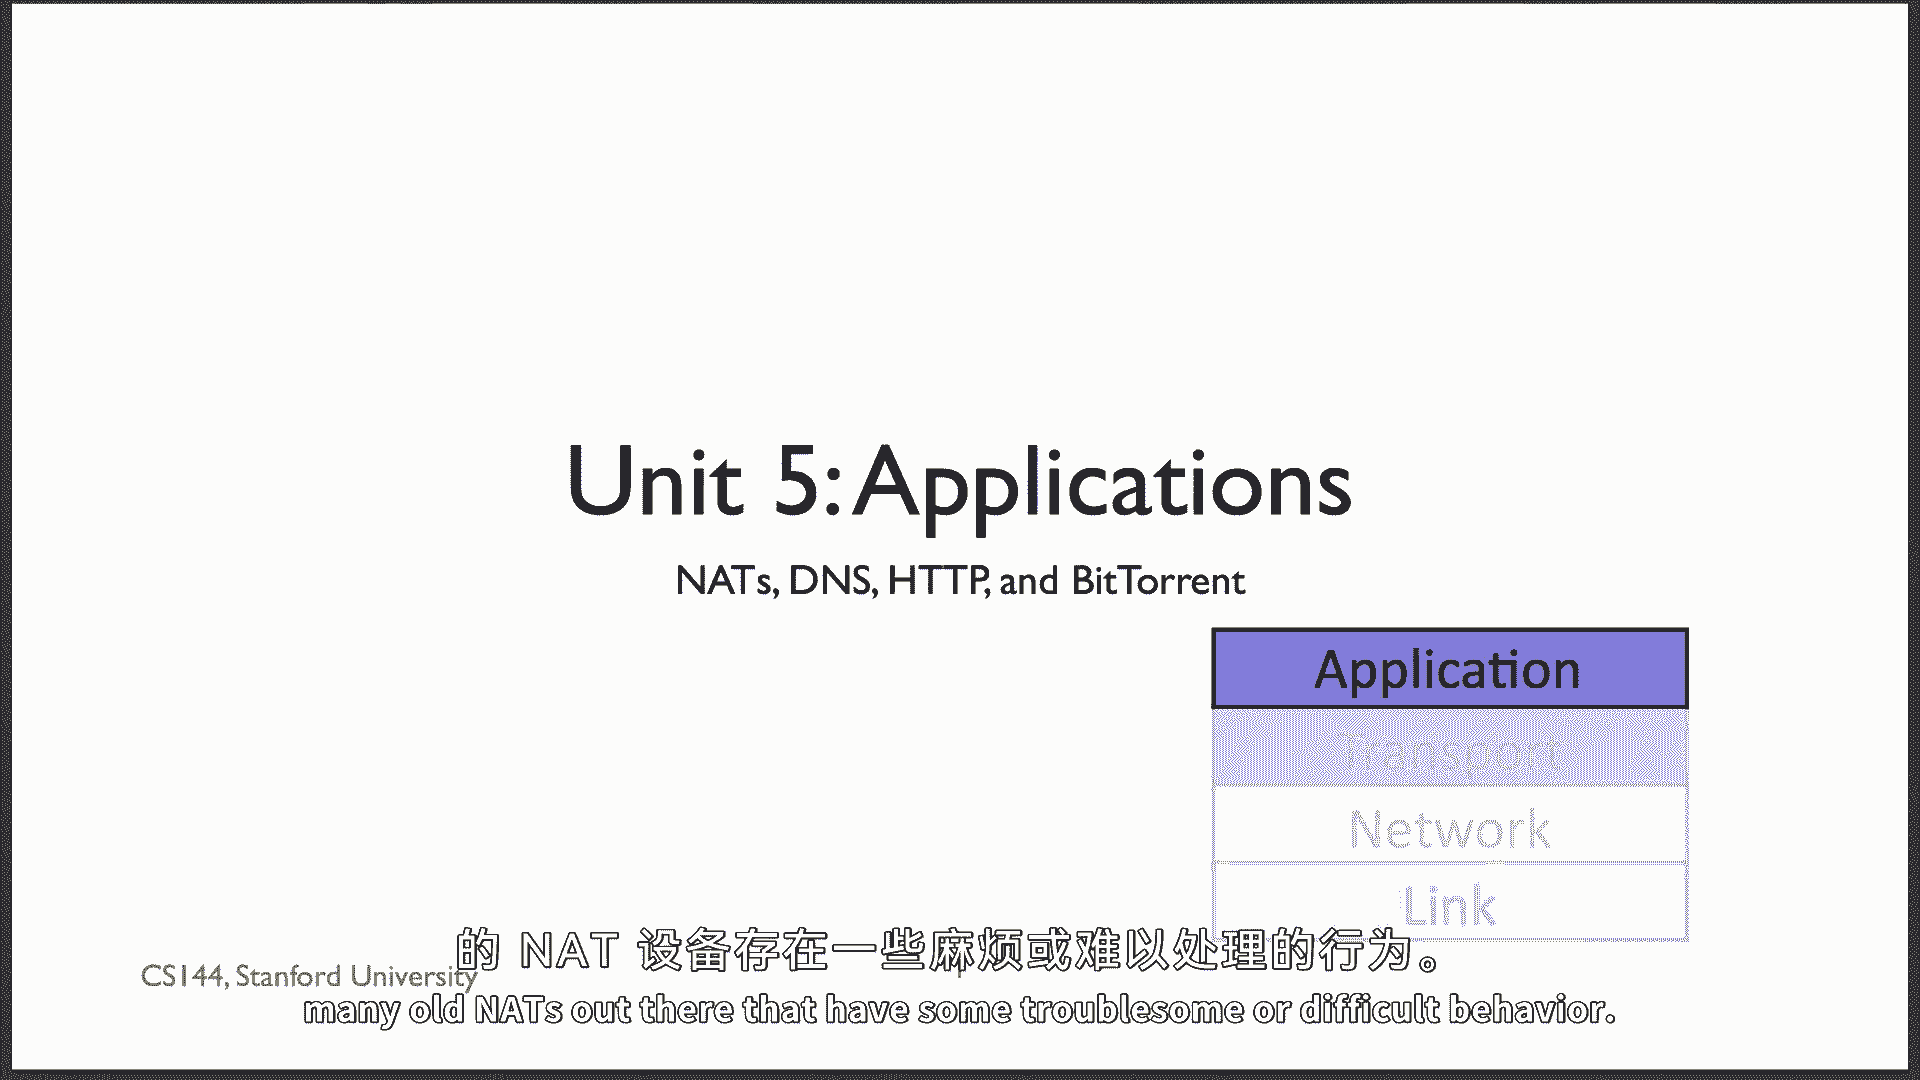 Unit 5: Applications
NATs, DNS, HTTP, and BitTorrent
Application
Transport
Network
Link
的 NAT 设备存在一些麻烦或难以处理的行为。
CS144, Stanford University
many old NATs out there that have some troublesome or difficult behavior.